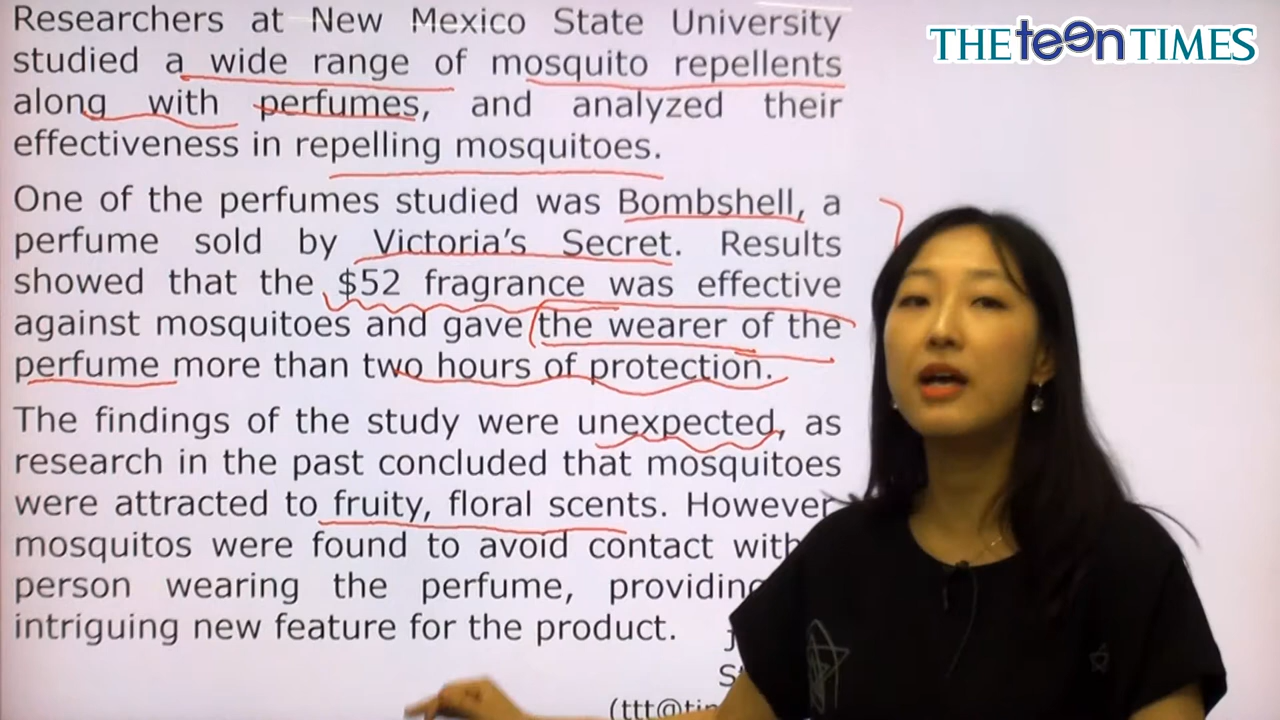 THE teen TIMES
Researchers at New Mexico State University
studied a wide range of mosquito repellents
along with perfumes, and analyzed their
effectiveness in repelling mosquitoes.
One of the perfumes studied was Bombshell, a
perfume sold by Victoria's Secret. Results
showed that the $52 fragrance was effective
against mosquitoes and gave the wearer of the
perfume more than two hours of protection.
The findings of the study were unexpected, as
research in the past concluded that mosquitoes
were attracted to fruity, floral scents. However
mosquitos were found to avoid contact with
person wearing the perfume, providing
intriguing new feature for the product.